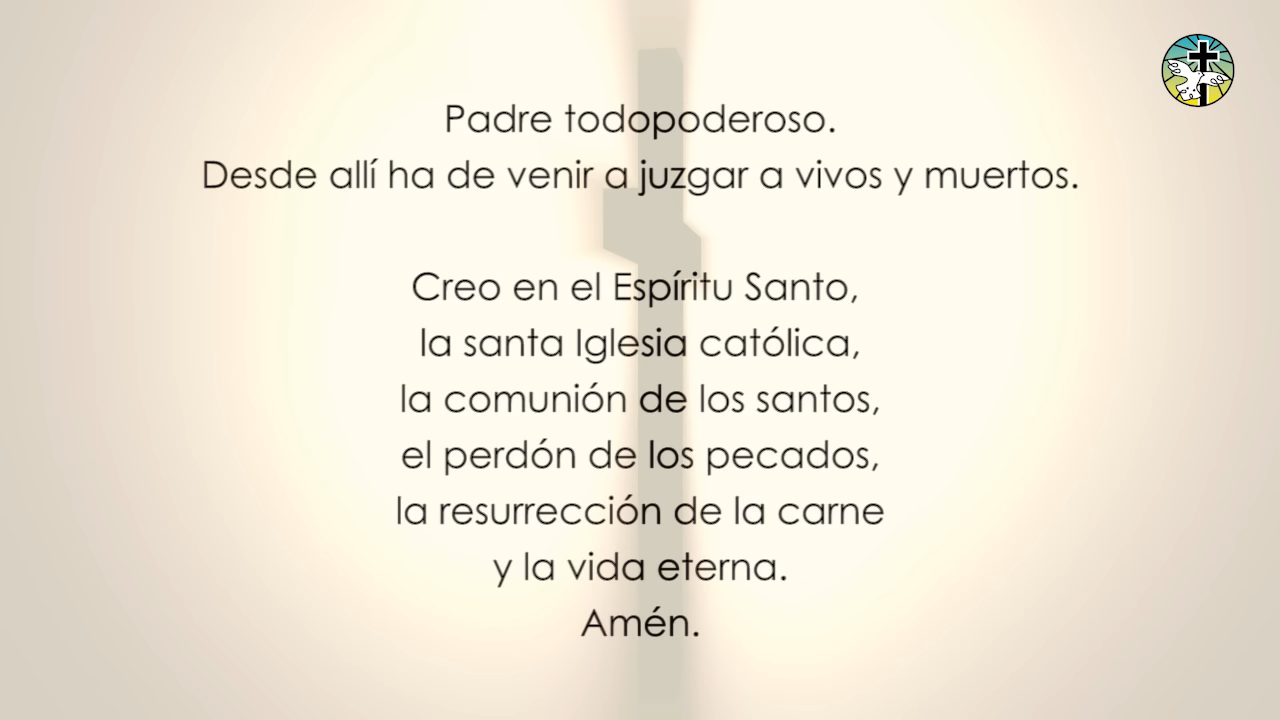 Padre todopoderoso.
Desde allí ha de venir a juzgar a vivos y muertos.
Creo en el Espíritu Santo,
la santa Iglesia católica,
la comunión de los santos,
el perdón de los pecados,
la resurrección de la carne
y la vida eterna.
Amén.